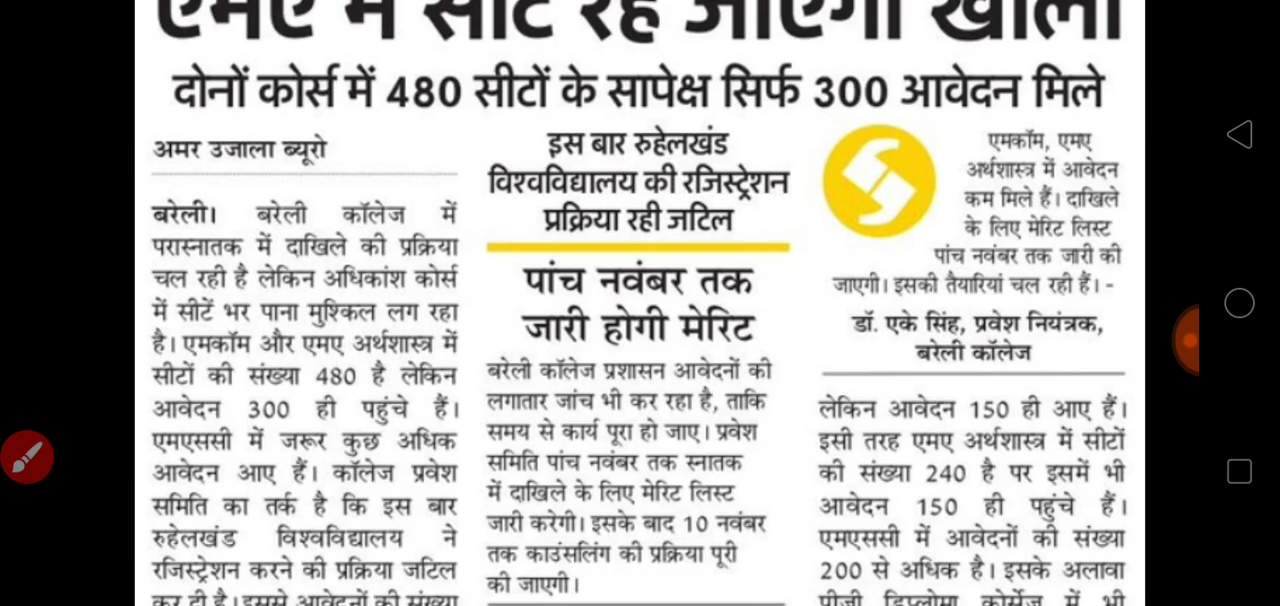 एमए में सीटें रह जाएंगी खाली
दोनों कोर्स में 480 सीटों के सापेक्ष सिर्फ 300 आवेदन मिले
अमर उजाला ब्यूरो
बरेली। बरेली कॉलेज में
परास्नातक में दाखिले की प्रक्रिया
चल रही है लेकिन अधिकांश कोर्स
में सीटें भर पाना मुश्किल लग रहा
है। एमकॉम और एमए अर्थशास्त्र में
सीटों की संख्या 480 है लेकिन
आवेदन 300 ही पहुंचे हैं।
एमएससी में जरूर कुछ अधिक
आवेदन आए हैं। कॉलेज प्रवेश
समिति का तर्क है कि इस बार
रुहेलखंड विश्वविद्यालय ने
रजिस्ट्रेशन करने की प्रक्रिया जटिल
कर दी है। इससे आवेदनों की संख्या
इस बार रुहेलखंड
विश्वविद्यालय की रजिस्ट्रेशन
प्रक्रिया रही जटिल
पांच नवंबर तक
जारी होगी मेरिट
बरेली कॉलेज प्रशासन आवेदनों की
लगातार जांच भी कर रहा है, ताकि
समय से कार्य पूरा हो जाए। प्रवेश
समिति पांच नवंबर तक स्नातक
में दाखिले के लिए मेरिट लिस्ट
जारी करेगी। इसके बाद 10 नवंबर
तक काउंसलिंग की प्रक्रिया पूरी
की जाएगी।
एमकॉम, एमए
अर्थशास्त्र में आवेदन
कम मिले हैं। दाखिले
के लिए मेरिट लिस्ट
पांच नवंबर तक जारी की
जाएगी। इसकी तैयारियां चल रही हैं। -
डॉ. एके सिंह, प्रवेश नियंत्रक,
बरेली कॉलेज
लेकिन आवेदन 150 ही आए हैं।
इसी तरह एमए अर्थशास्त्र में सीटों
की संख्या 240 है पर इसमें भी
आवेदन 150 ही पहुंचे हैं।
एमएससी में आवेदनों की संख्या
200 से अधिक है। इसके अलावा
पीजी डिप्लोमा कोर्सेज में भी